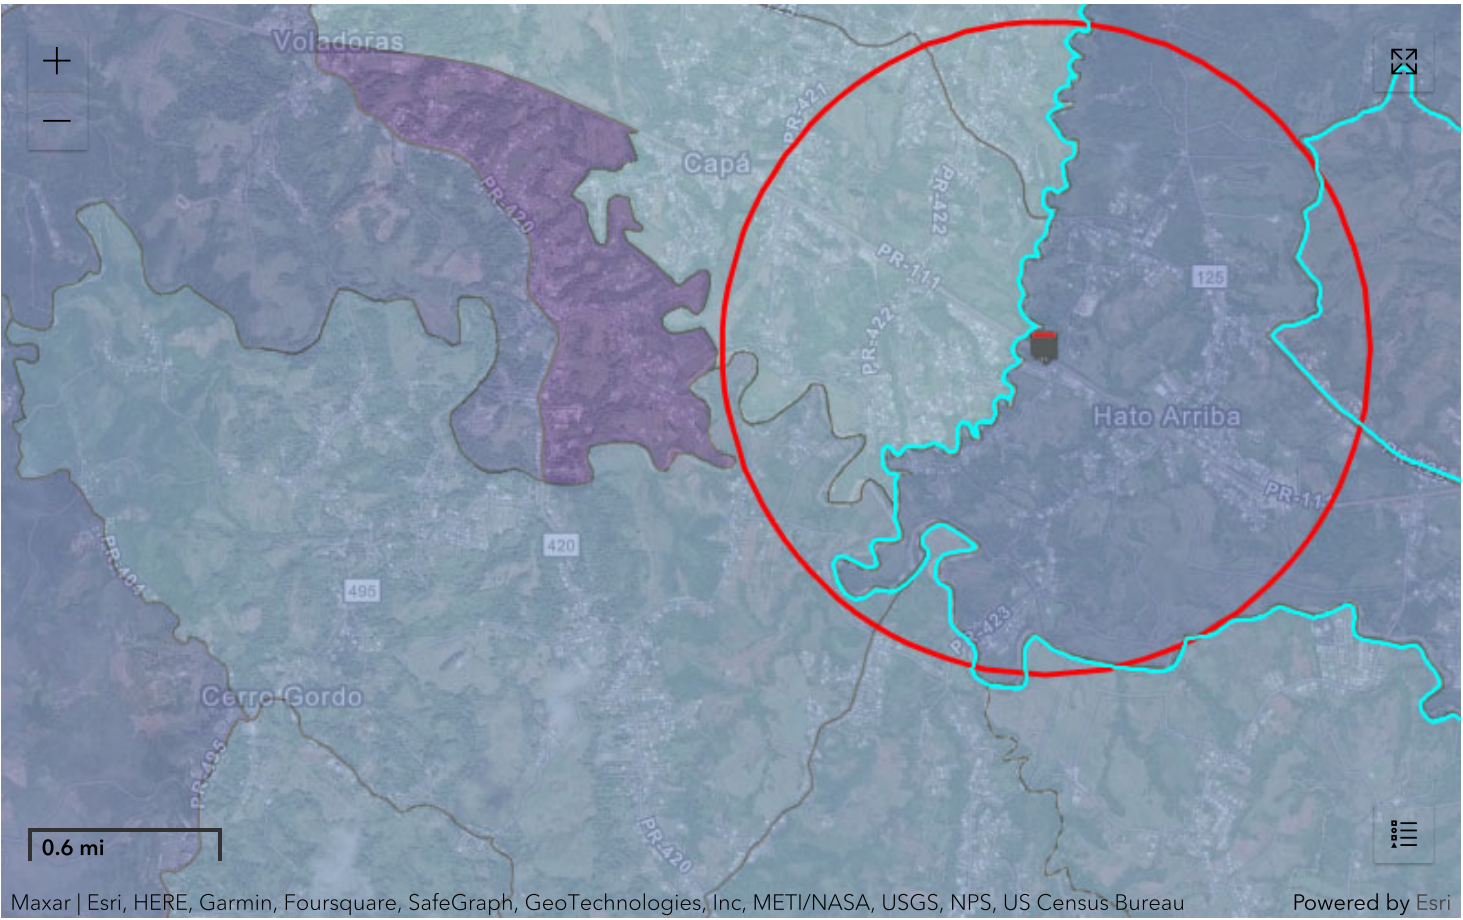 Voladoras
+
−
PR-421
Capá
PR-420
PR-422
PR-111
125
PR-422
Hato Arriba
PR-111
420
495
PR-404
PR-423
Cerro Gordo
PR-495
PR-420
0.6 mi
Maxar | Esri, HERE, Garmin, Foursquare, SafeGraph, GeoTechnologies, Inc, METI/NASA, USGS, NPS, US Census Bureau
Powered by Esri